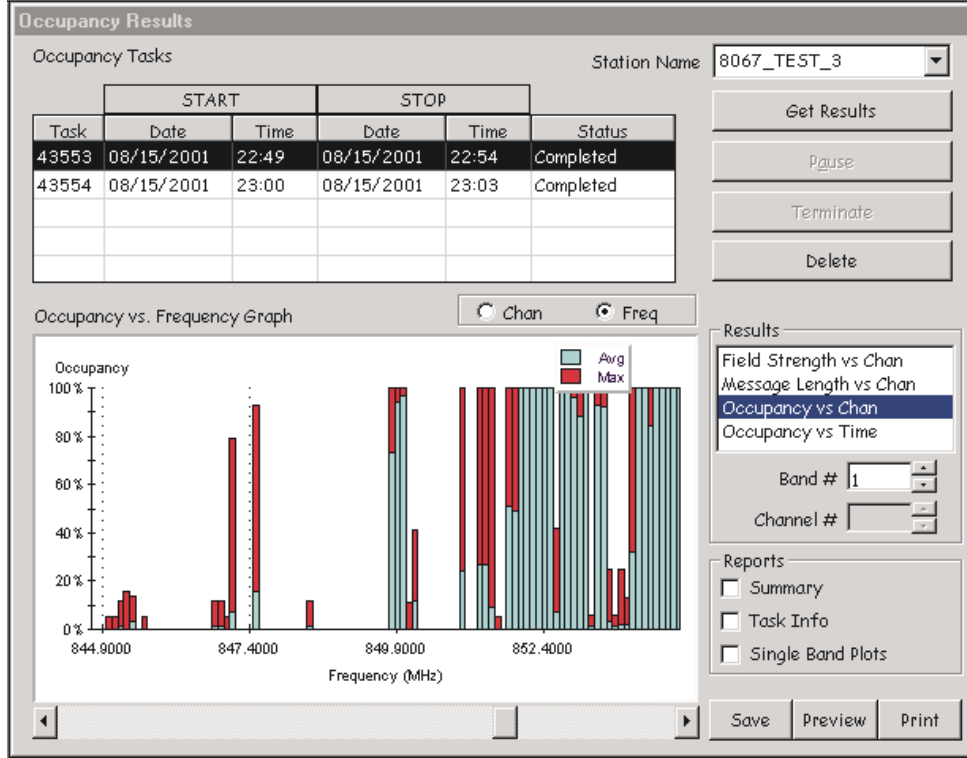 Occupancy Results
Occupancy Tasks
Station Name 8067_TEST_3
START STOP
Task Date Time Date Time Status
43553 08/15/2001 22:49 08/15/2001 22:54 Completed
43554 08/15/2001 23:00 08/15/2001 23:03 Completed
Get Results
Pause
Terminate
Delete
Occupancy vs. Frequency Graph
Chan Freq
Occupancy
Avg
Max
100%
80%
60%
40%
20%
0%
844.9000 847.4000 849.9000 852.4000
Frequency (MHz)
Results
Field Strength vs Chan
Message Length vs Chan
Occupancy vs Chan
Occupancy vs Time
Band # 1
Channel #
Reports
Summary
Task Info
Single Band Plots
Save Preview Print